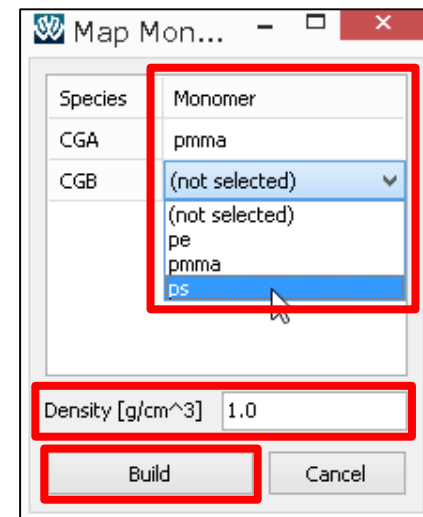 Map Mon...
Species Monomer
CGA pmma
CGB (not selected)
(not selected)
pe
pmma
ps
Density [g/cm^3] 1.0
Build Cancel